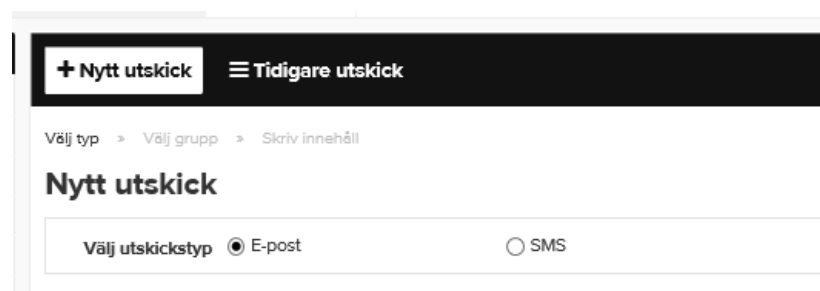 + Nytt utskick ☰ Tidigare utskick
Välj typ » Välj grupp » Skriv innehåll
Nytt utskick
Välj utskickstyp E-post SMS